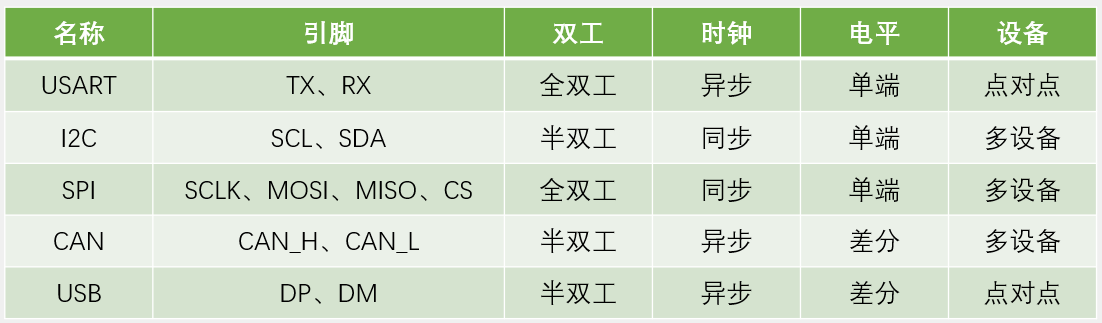 名称 引脚 双工 时钟 电平 设备
USART TX、RX 全双工 异步 单端 点对点
I2C SCL、SDA 半双工 同步 单端 多设备
SPI SCLK、MOSI、MISO、CS 全双工 同步 单端 多设备
CAN CAN_H、CAN_L 半双工 异步 差分 多设备
USB DP、DM 半双工 异步 差分 点对点